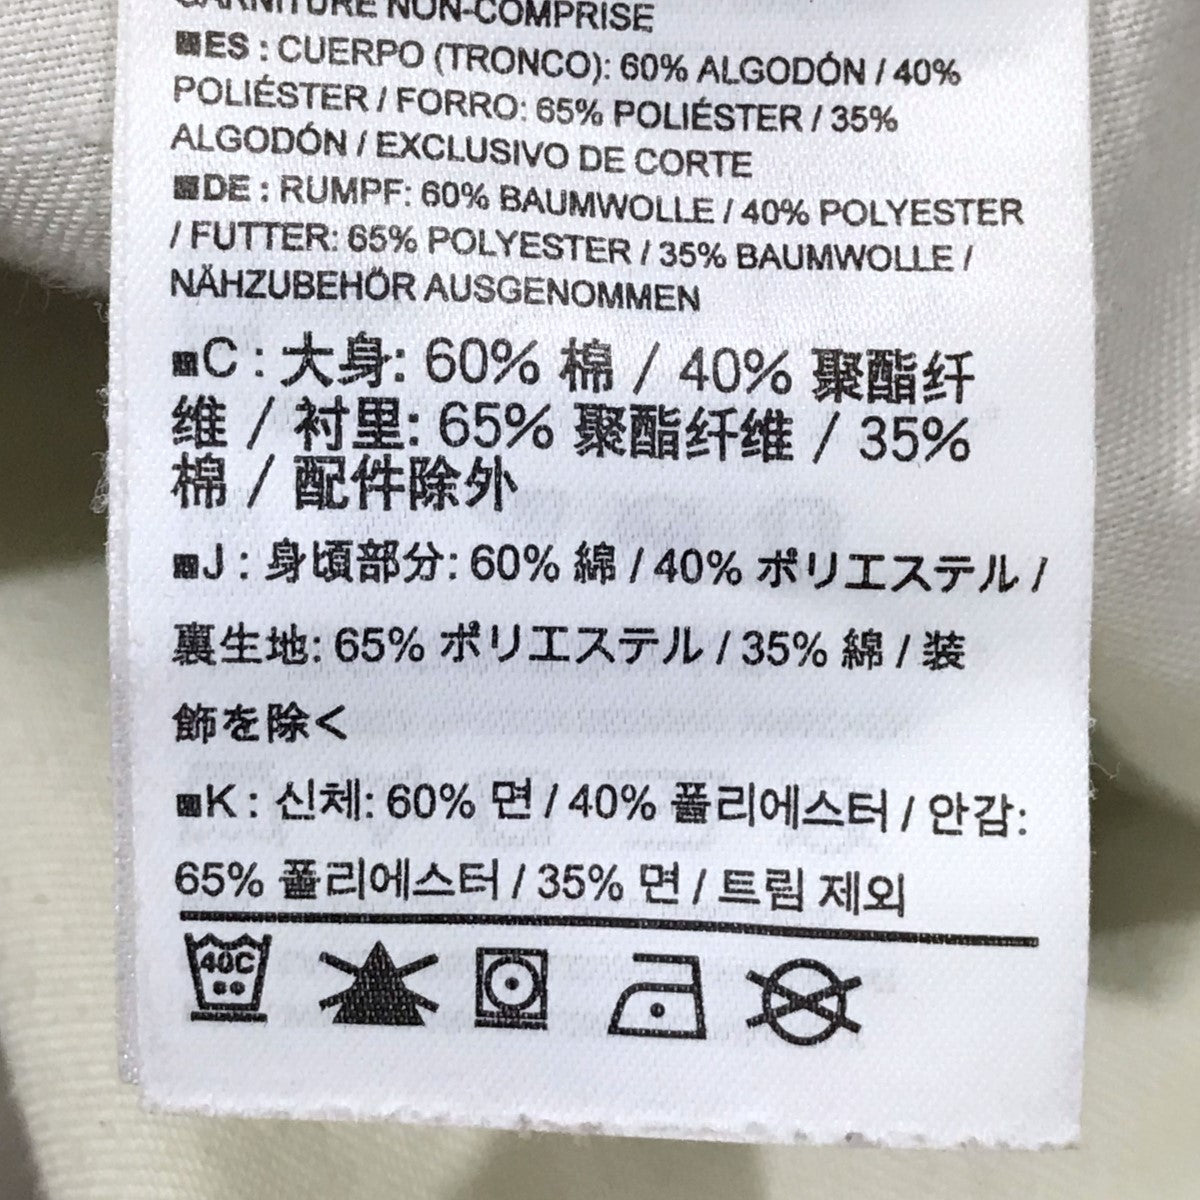 GARNITURE NON-COMPRISE
ES : CUERPO (TRONCO): 60% ALGODÓN / 40%
POLIÉSTER / FORRO: 65% POLIÉSTER / 35%
ALGODÓN / EXCLUSIVO DE CORTE
DE : RUMPF: 60% BAUMWOLLE / 40% POLYESTER
/ FUTTER: 65% POLYESTER / 35% BAUMWOLLE /
NÄHZUBEHÖR AUSGENOMMEN
C : 大身: 60% 棉 / 40% 聚酯纤
维 / 衬里: 65% 聚酯纤维 / 35%
棉 / 配件除外
J : 身頃部分: 60% 綿 / 40% ポリエステル /
裏生地: 65% ポリエステル / 35% 綿 / 装
飾を除く
K : 신체: 60% 면 / 40% 폴리에스터 / 안감:
65% 폴리에스터 / 35% 면 / 트림 제외
40C